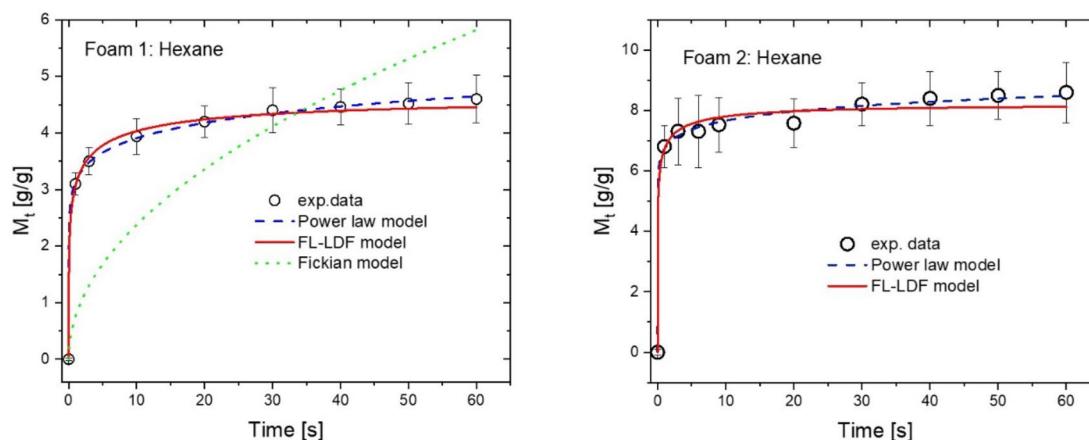 Foam 1: Hexane
M_t [g/g]
6
5
4
3
2
1
0
exp.data
Power law model
FL-LDF model
Fickian model
0 10 20 30 40 50 60
Time [s]
Foam 2: Hexane
M_t [g/g]
10
8
6
4
2
0
exp. data
Power law model
FL-LDF model
0 10 20 30 40 50 60
Time [s]